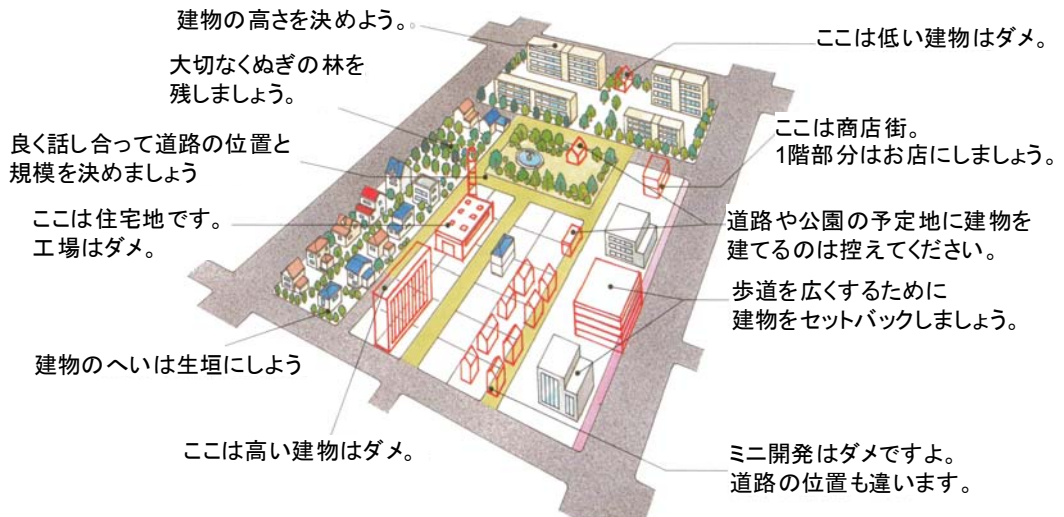 建物の高さを決めよう。
大切なくぬぎの林を
残しましょう。
良く話し合って道路の位置と
規模を決めましょう
ここは住宅地です。
工場はダメ。
建物のへいは生垣にしよう
ここは高い建物はダメ。
ここは低い建物はダメ。
ここは商店街。
1階部分はお店にしましょう。
道路や公園の予定地に建物を
建てるのは控えてください。
歩道を広くするために
建物をセットバックしましょう。
ミニ開発はダメですよ。
道路の位置も違います。